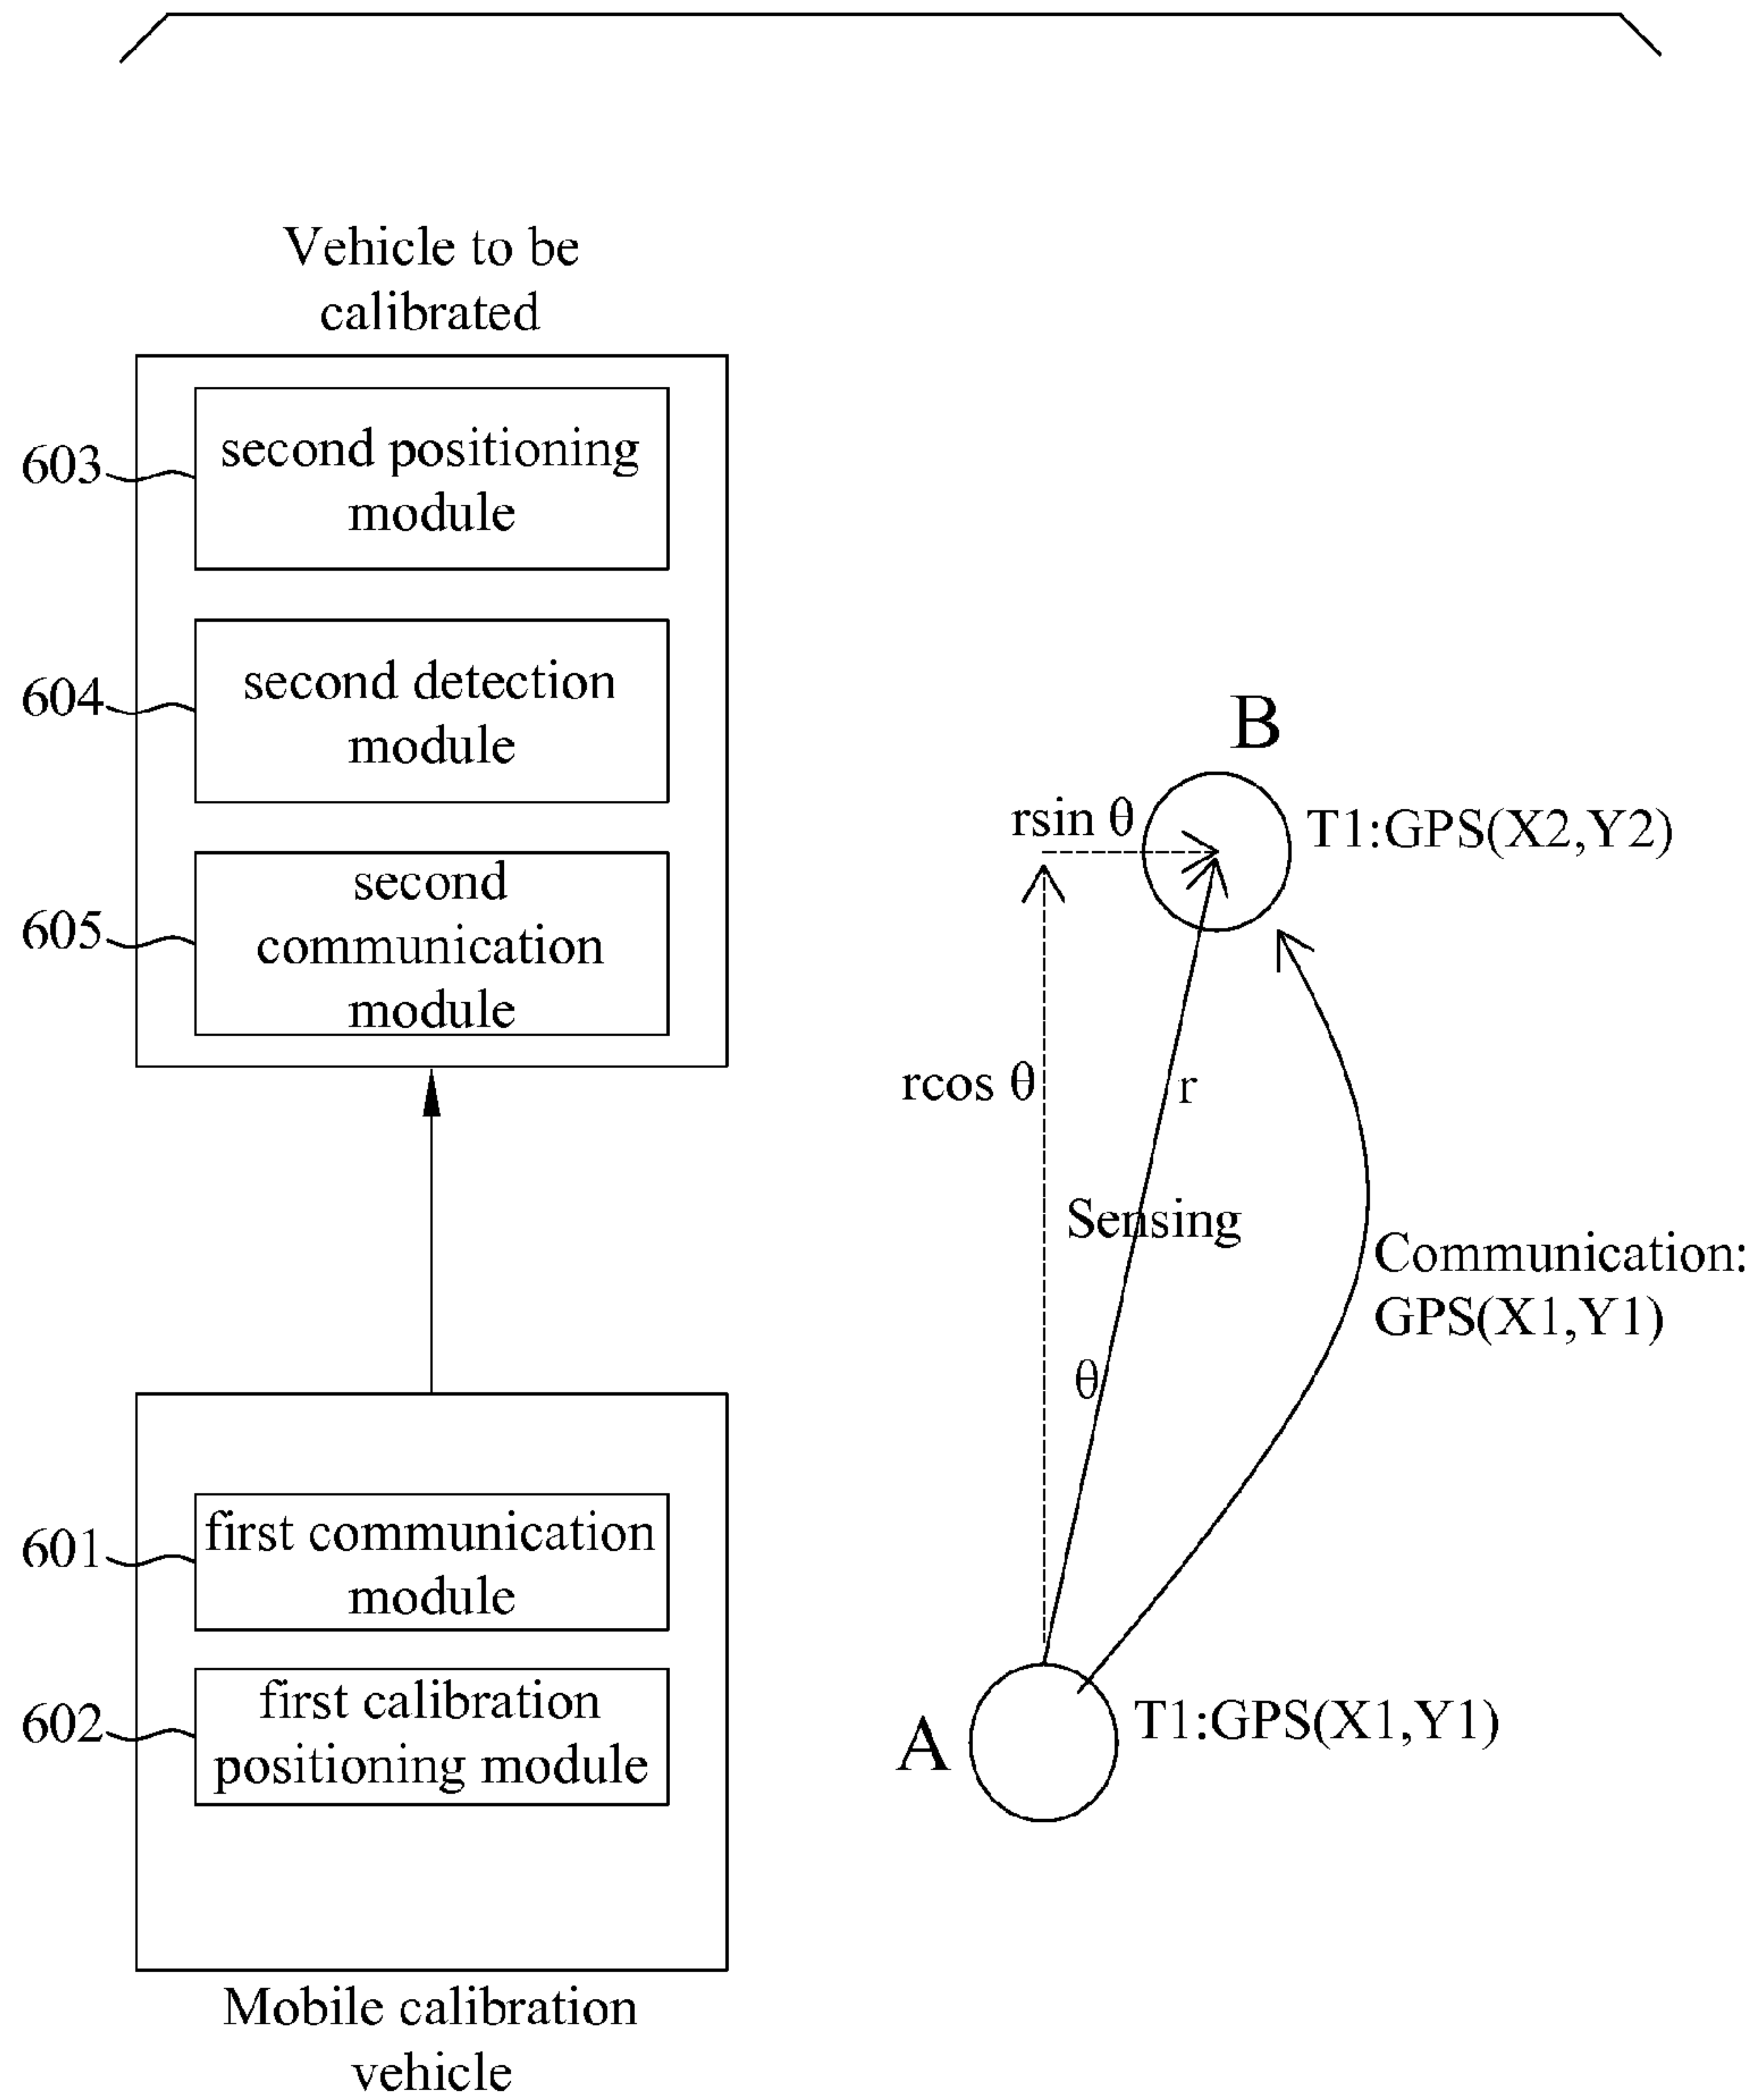 Vehicle to be
calibrated
603
second positioning
module
604
second detection
module
605
second
communication
module
601
first communication
module
602
first calibration
positioning module
Mobile calibration
vehicle
B
rsin θ
T1:GPS(X2,Y2)
rcos θ
r
Sensing
Communication:
GPS(X1,Y1)
θ
A
T1:GPS(X1,Y1)